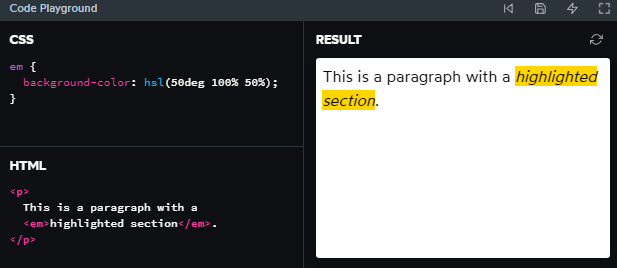 Code Playground
CSS
em {
  background-color: hsl(50deg 100% 50%);
}
HTML
<p>
  This is a paragraph with a
  <em>highlighted section</em>.
</p>
RESULT
This is a paragraph with a highlighted
section.